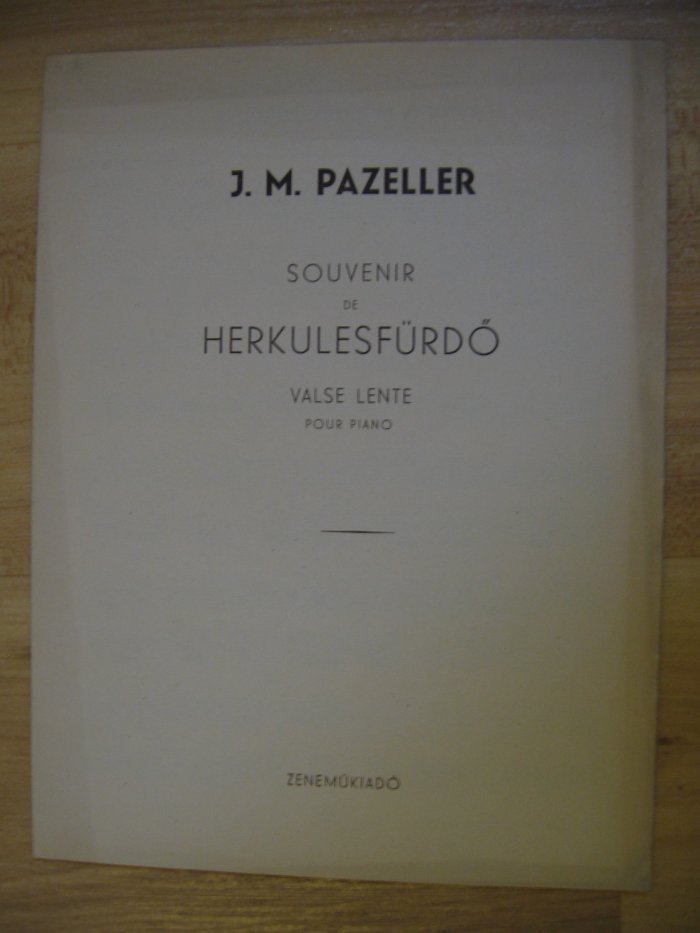 J. M. PAZELLER
SOUVENIR
DE
HERKULESFÜRDŐ
VALSE LENTE
POUR PIANO
ZENEMŰKIADÓ